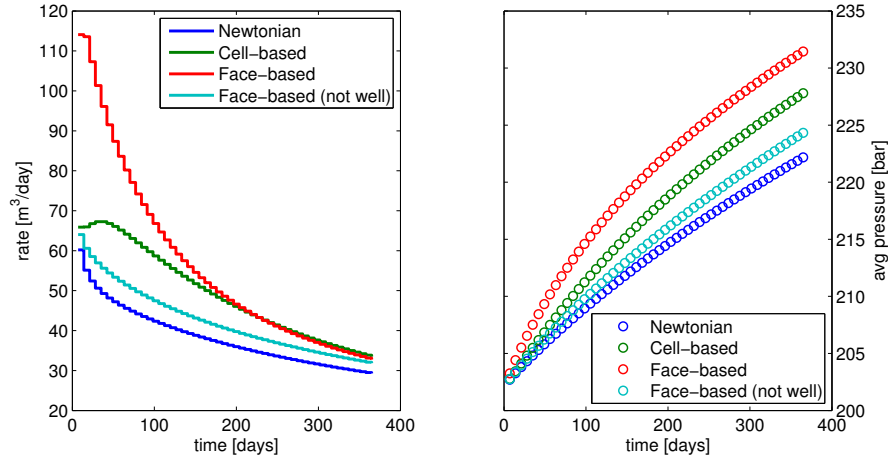 120
110
100
90
80
70
60
50
40
30
20
rate [m³/day]
0
100
200
300
400
time [days]
Newtonian
Cell−based
Face−based
Face−based (not well)
235
230
225
220
215
210
205
200
avg pressure [bar]
0
100
200
300
400
time [days]
Newtonian
Cell−based
Face−based
Face−based (not well)